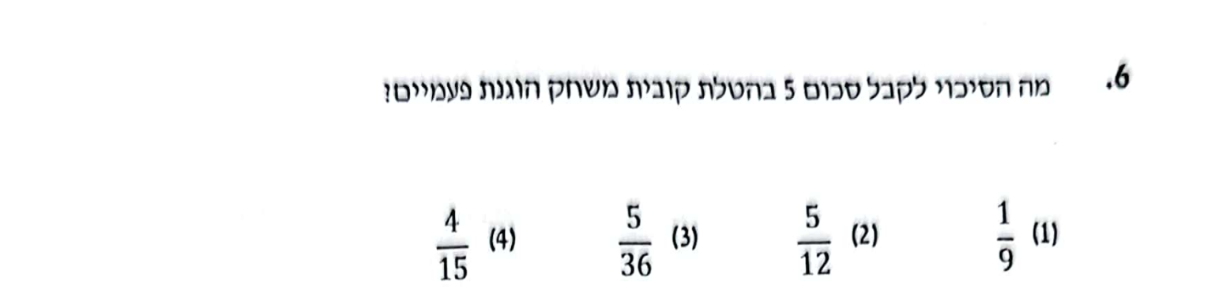 6. מה הסיכוי לקבל סכום 5 בהטלת קובית משחק הוגנת פעמיים?
(1) 1/9 (2) 5/12 (3) 5/36 (4) 4/15